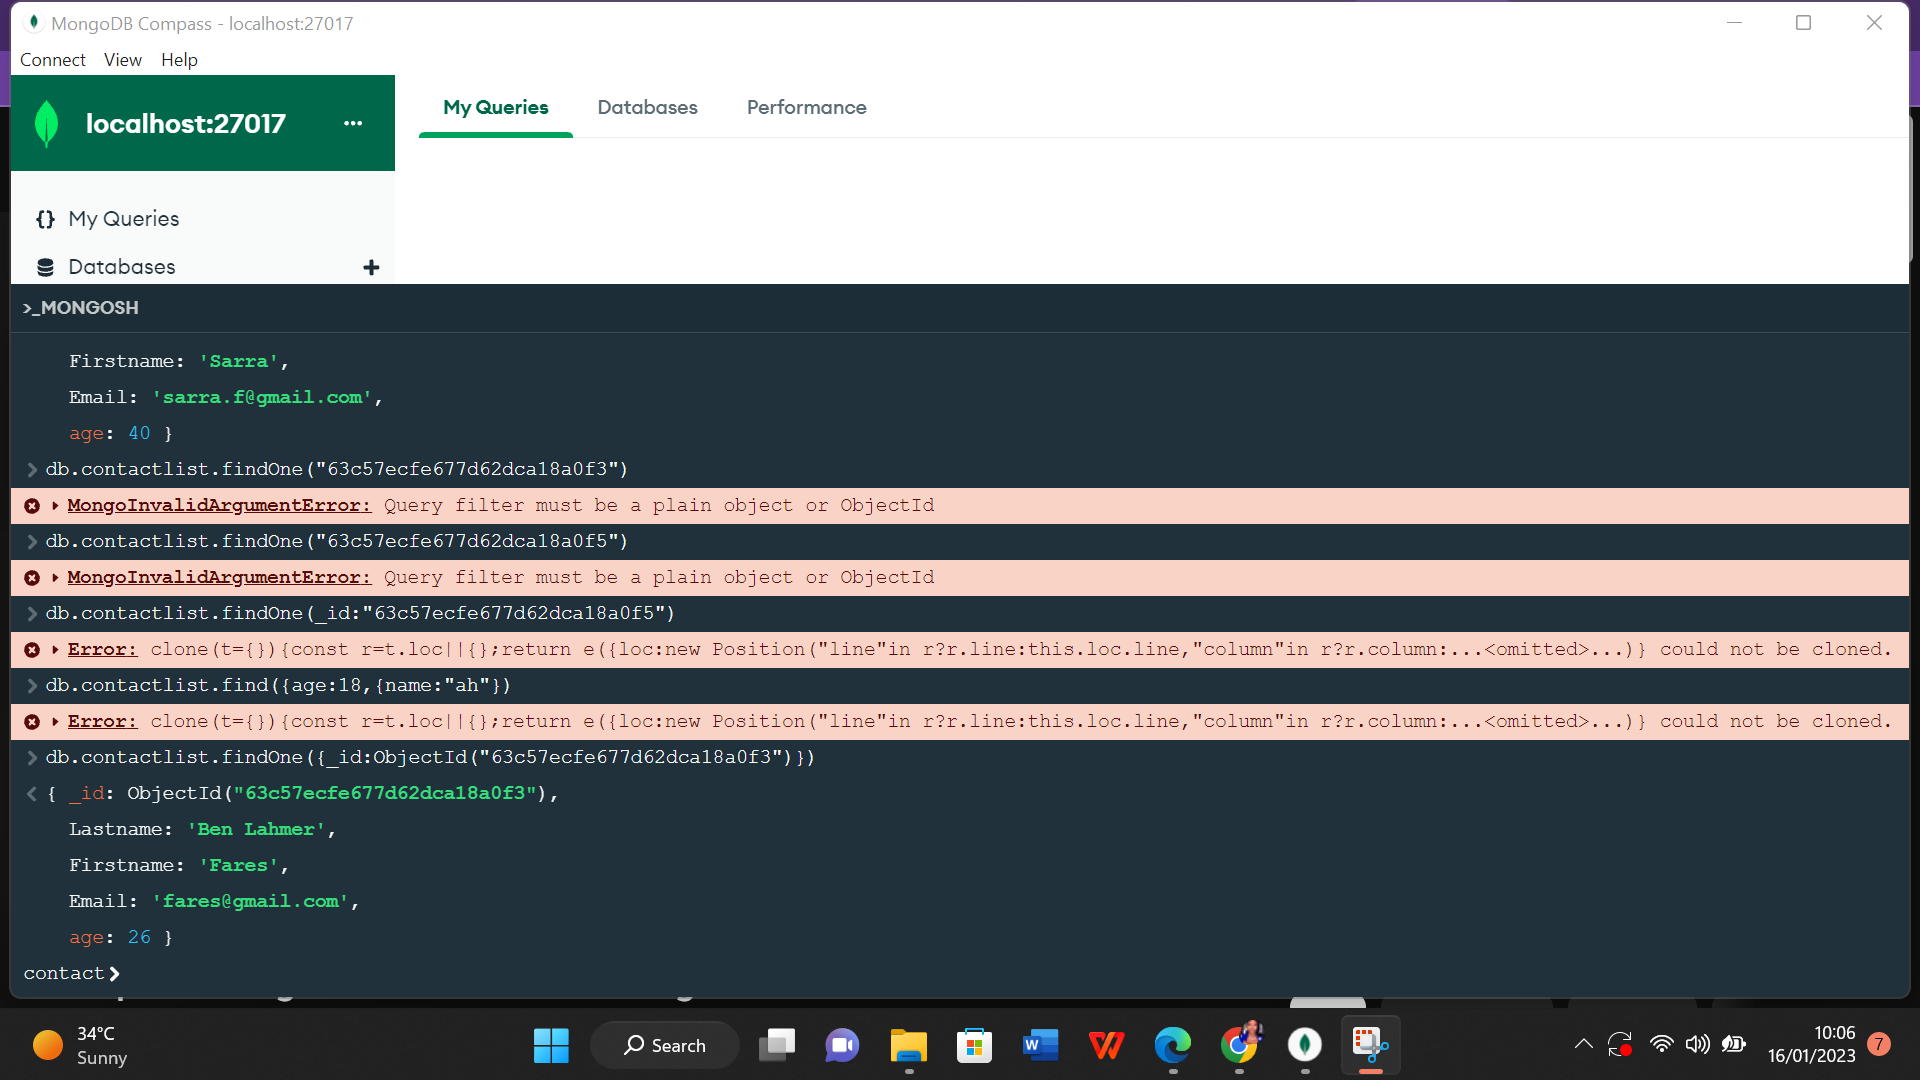 MongoDB Compass - localhost:27017
Connect View Help
localhost:27017 ...
My Queries Databases Performance
{} My Queries
Databases +
>_MONGOSH
Firstname: 'Sarra',
Email: 'sarra.f@gmail.com',
age: 40 }
> db.contactlist.findOne("63c57ecfe677d62dca18a0f3")
MongoInvalidArgumentError: Query filter must be a plain object or ObjectId
> db.contactlist.findOne("63c57ecfe677d62dca18a0f5")
MongoInvalidArgumentError: Query filter must be a plain object or ObjectId
> db.contactlist.findOne(_id:"63c57ecfe677d62dca18a0f5")
Error: clone(t={}){const r=t.loc||{};return e({loc:new Position("line"in r?r.line:this.loc.line,"column"in r?r.column:...<omitted>...)} could not be cloned.
> db.contactlist.find({age:18,{name:"ah"})
Error: clone(t={}){const r=t.loc||{};return e({loc:new Position("line"in r?r.line:this.loc.line,"column"in r?r.column:...<omitted>...)} could not be cloned.
> db.contactlist.findOne({_id:ObjectId("63c57ecfe677d62dca18a0f3")})
< { _id: ObjectId("63c57ecfe677d62dca18a0f3"),
Lastname: 'Ben Lahmer',
Firstname: 'Fares',
Email: 'fares@gmail.com',
age: 26 }
contact>
34°C
Sunny
Search
W
10:06
16/01/2023
7